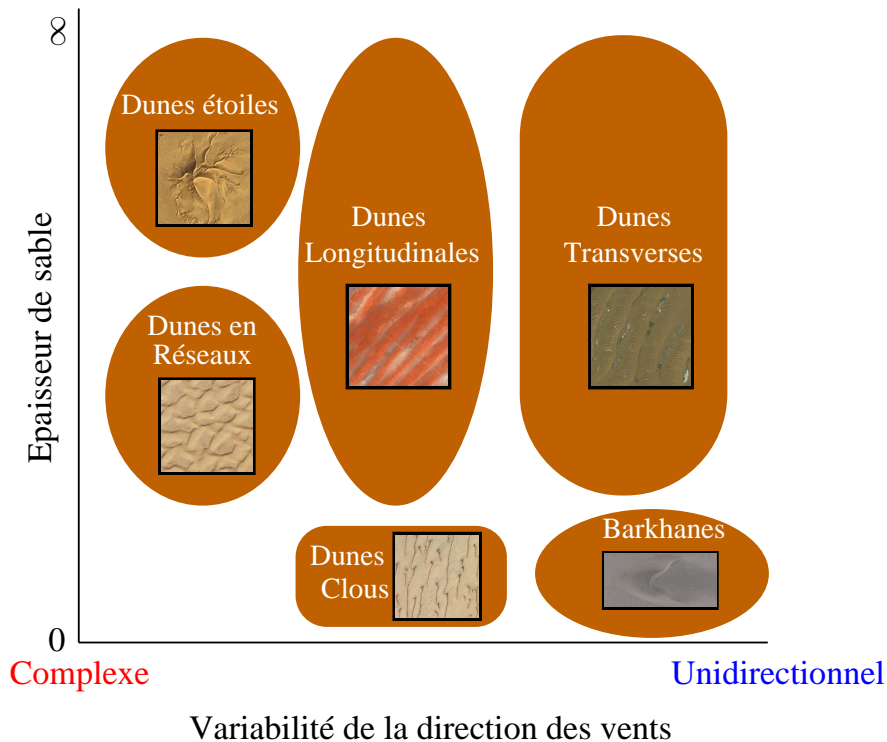 ∞
Dunes étoiles
Dunes
Longitudinales
Dunes
Transverses
Dunes en
Réseaux
Epaisseur de sable
Dunes
Clous
Barkhanes
0
Complexe
Unidirectionnel
Variabilité de la direction des vents